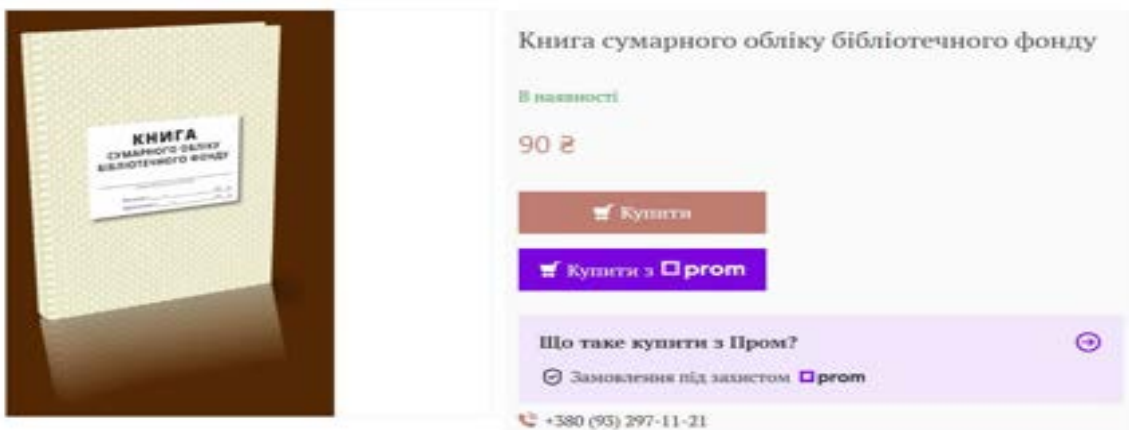 КНИГА
СУМАРНОГО ОБЛІКУ
БІБЛІОТЕЧНОГО ФОНДУ
Книга сумарного обліку бібліотечного фонду
В наявності
90 ₴
Купити
Купити з prom
Що таке купити з Пром?
Замовлення під захистом prom
+380 (93) 297-11-21